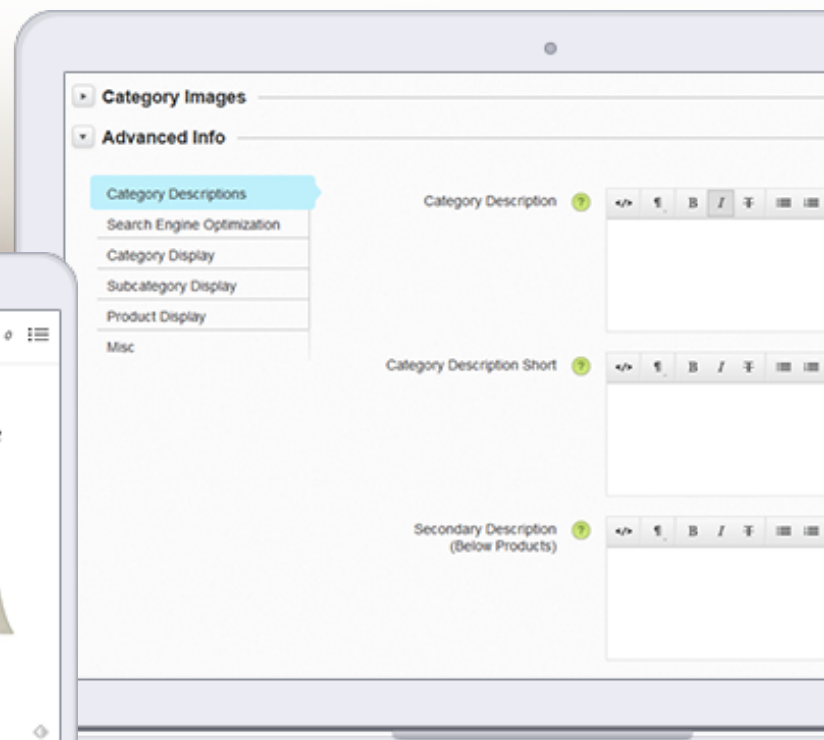 Category Images
Advanced Info
Category Descriptions
Search Engine Optimization
Category Display
Subcategory Display
Product Display
Misc
Category Description ? </> ¶ B I T
Category Description Short ? </> ¶ B I T
Secondary Description ? </> ¶ B I T
(Below Products)